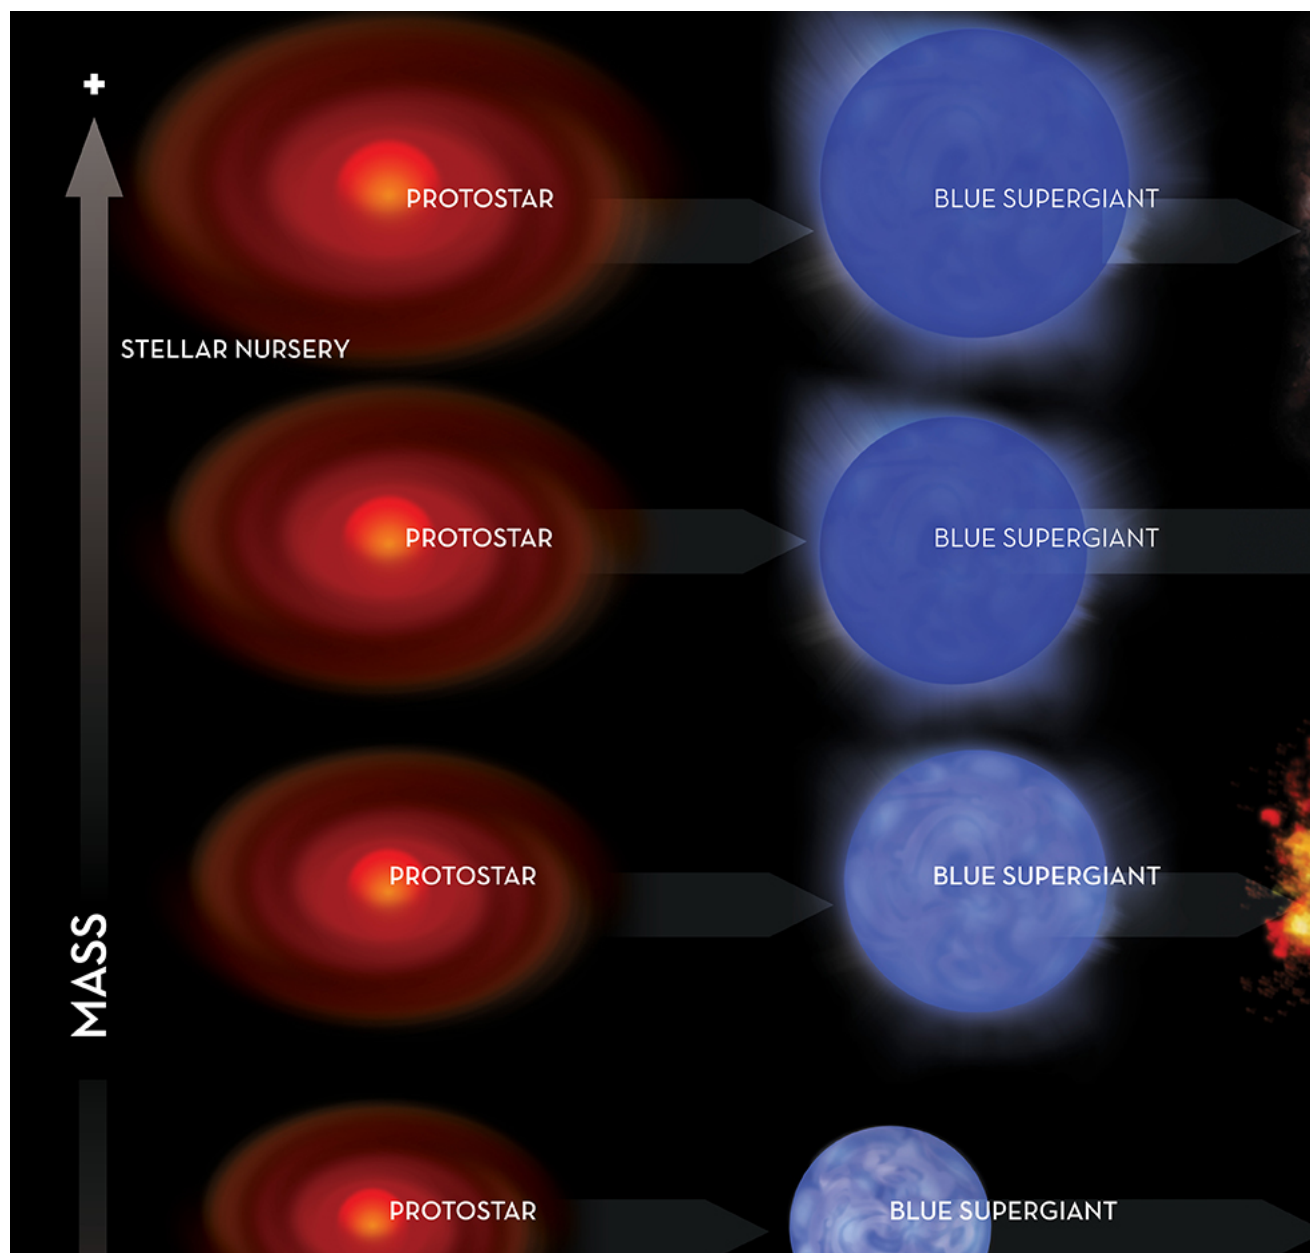 +
PROTOSTAR
BLUE SUPERGIANT
STELLAR NURSERY
PROTOSTAR
BLUE SUPERGIANT
PROTOSTAR
BLUE SUPERGIANT
MASS
PROTOSTAR
BLUE SUPERGIANT